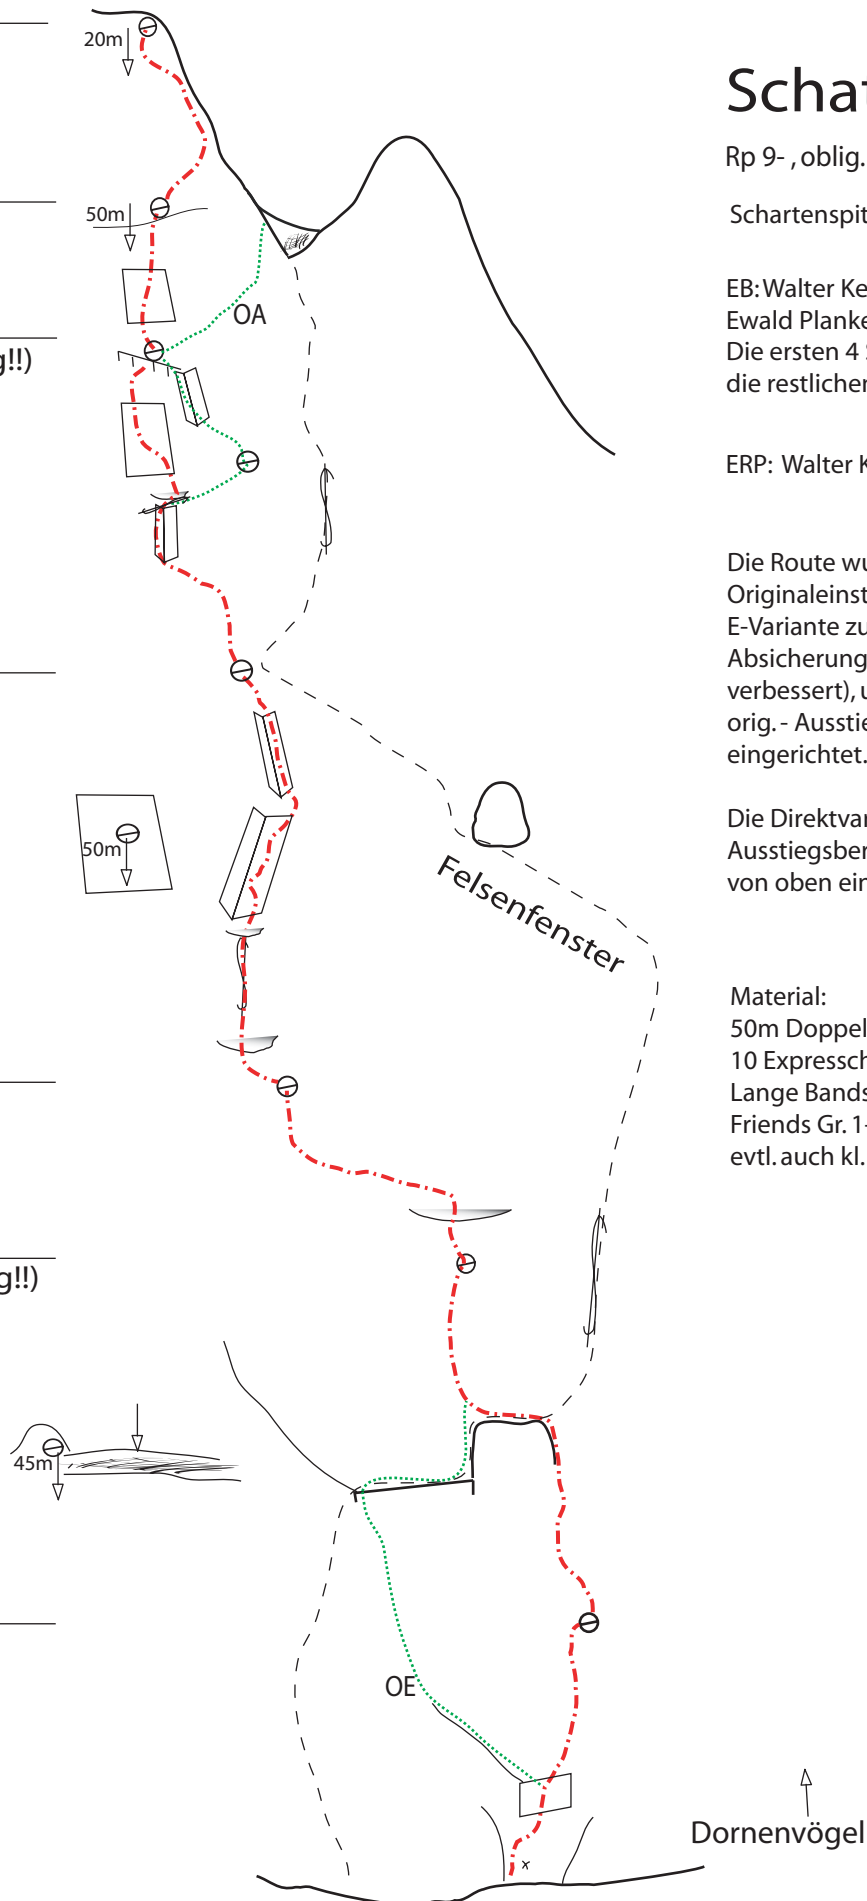 20m
50m
OA
g!!)
50m
Felsenfenster
g!!)
45m
OE
Dornenvögel
Schat
Rp 9- , oblig.
Schartenspit
EB: Walter Ke
Ewald Planke
Die ersten 4
die restlicher
ERP: Walter K
Die Route wu
Originaleinst
E-Variante zu
Absicherung
verbessert), u
orig. - Ausstie
eingerichtet.
Die Direktvar
Ausstiegsber
von oben ein
Material:
50m Doppel
10 Expressch
Lange Bands
Friends Gr. 1-
evtl. auch kl.